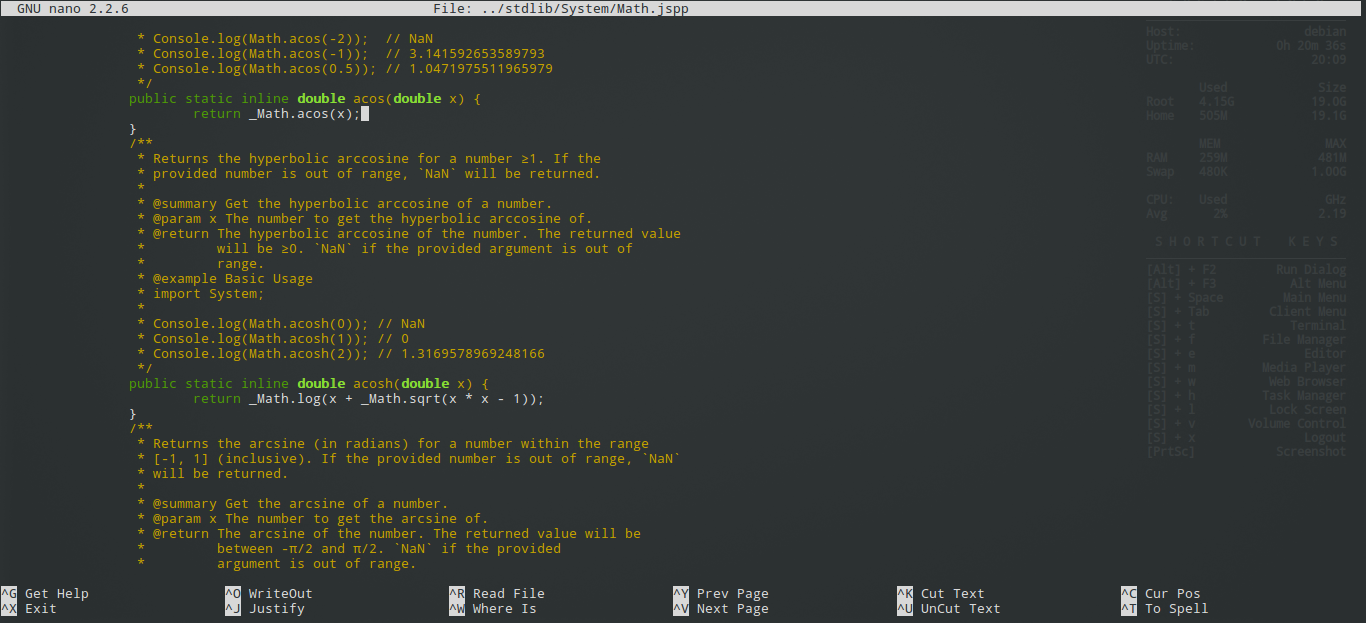 GNU nano 2.2.6 File: ../stdlib/System/Math.jspp
* Console.log(Math.acos(-2));  // NaN
* Console.log(Math.acos(-1));  // 3.141592653589793
* Console.log(Math.acos(0.5)); // 1.0471975511965979
*/
public static inline double acos(double x) {
return _Math.acos(x);
}
/**
* Returns the hyperbolic arccosine for a number ≥1. If the
* provided number is out of range, `NaN` will be returned.
*
* @summary Get the hyperbolic arccosine of a number.
* @param x The number to get the hyperbolic arccosine of.
* @return The hyperbolic arccosine of the number. The returned value
*         will be ≥0. `NaN` if the provided argument is out of
*         range.
* @example Basic Usage
* import System;
*
* Console.log(Math.acosh(0)); // NaN
* Console.log(Math.acosh(1)); // 0
* Console.log(Math.acosh(2)); // 1.3169578969248166
*/
public static inline double acosh(double x) {
return _Math.log(x + _Math.sqrt(x * x - 1));
}
/**
* Returns the arcsine (in radians) for a number within the range
* [-1, 1] (inclusive). If the provided number is out of range, `NaN`
* will be returned.
*
* @summary Get the arcsine of a number.
* @param x The number to get the arcsine of.
* @return The arcsine of the number. The returned value will be
*         between -π/2 and π/2. `NaN` if the provided
*         argument is out of range.
^G Get Help ^O WriteOut ^R Read File ^Y Prev Page ^K Cut Text ^C Cur Pos
^X Exit ^J Justify ^W Where Is ^V Next Page ^U UnCut Text ^T To Spell
Host: debian
Uptime: 0h 20m 36s
UTC: 20:09
Used Size
Root 4.15G 19.0G
Home 505M 19.1G
MEM MAX
RAM 259M 481M
Swap 480K 1.00G
CPU: Used GHz
Avg 2% 2.19
SHORTCUT KEYS
[Alt] + F2 Run Dialog
[Alt] + F3 Alt Menu
[S] + Space Main Menu
[S] + Tab Client Menu
[S] + t Terminal
[S] + f File Manager
[S] + e Editor
[S] + m Media Player
[S] + w Web Browser
[S] + h Task Manager
[S] + l Lock Screen
[S] + v Volume Control
[S] + x Logout
[PrtSc] Screenshot